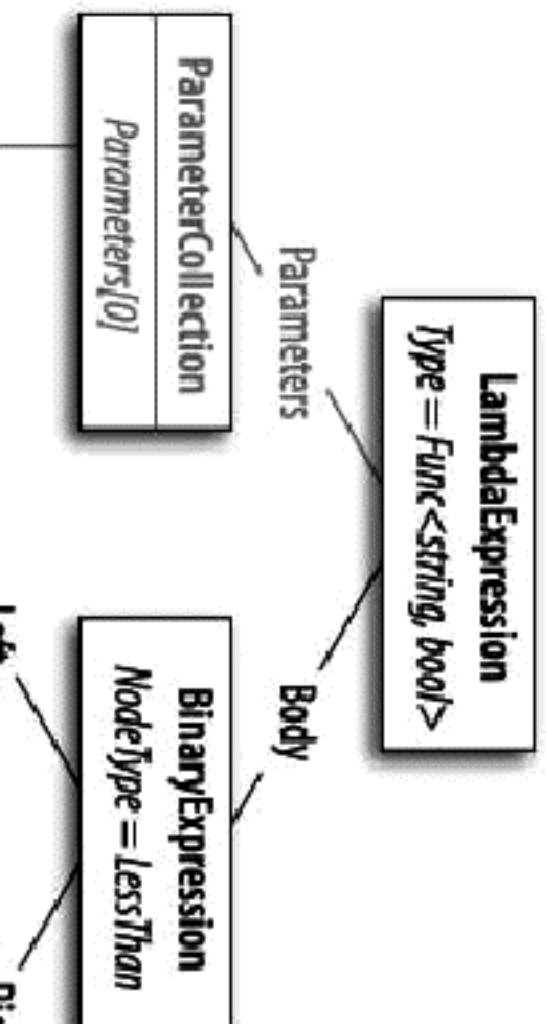 LambdaExpression
Type = Func<string, bool>
Parameters
Body
ParameterCollection
Parameters[0]
BinaryExpression
NodeType = LessThan